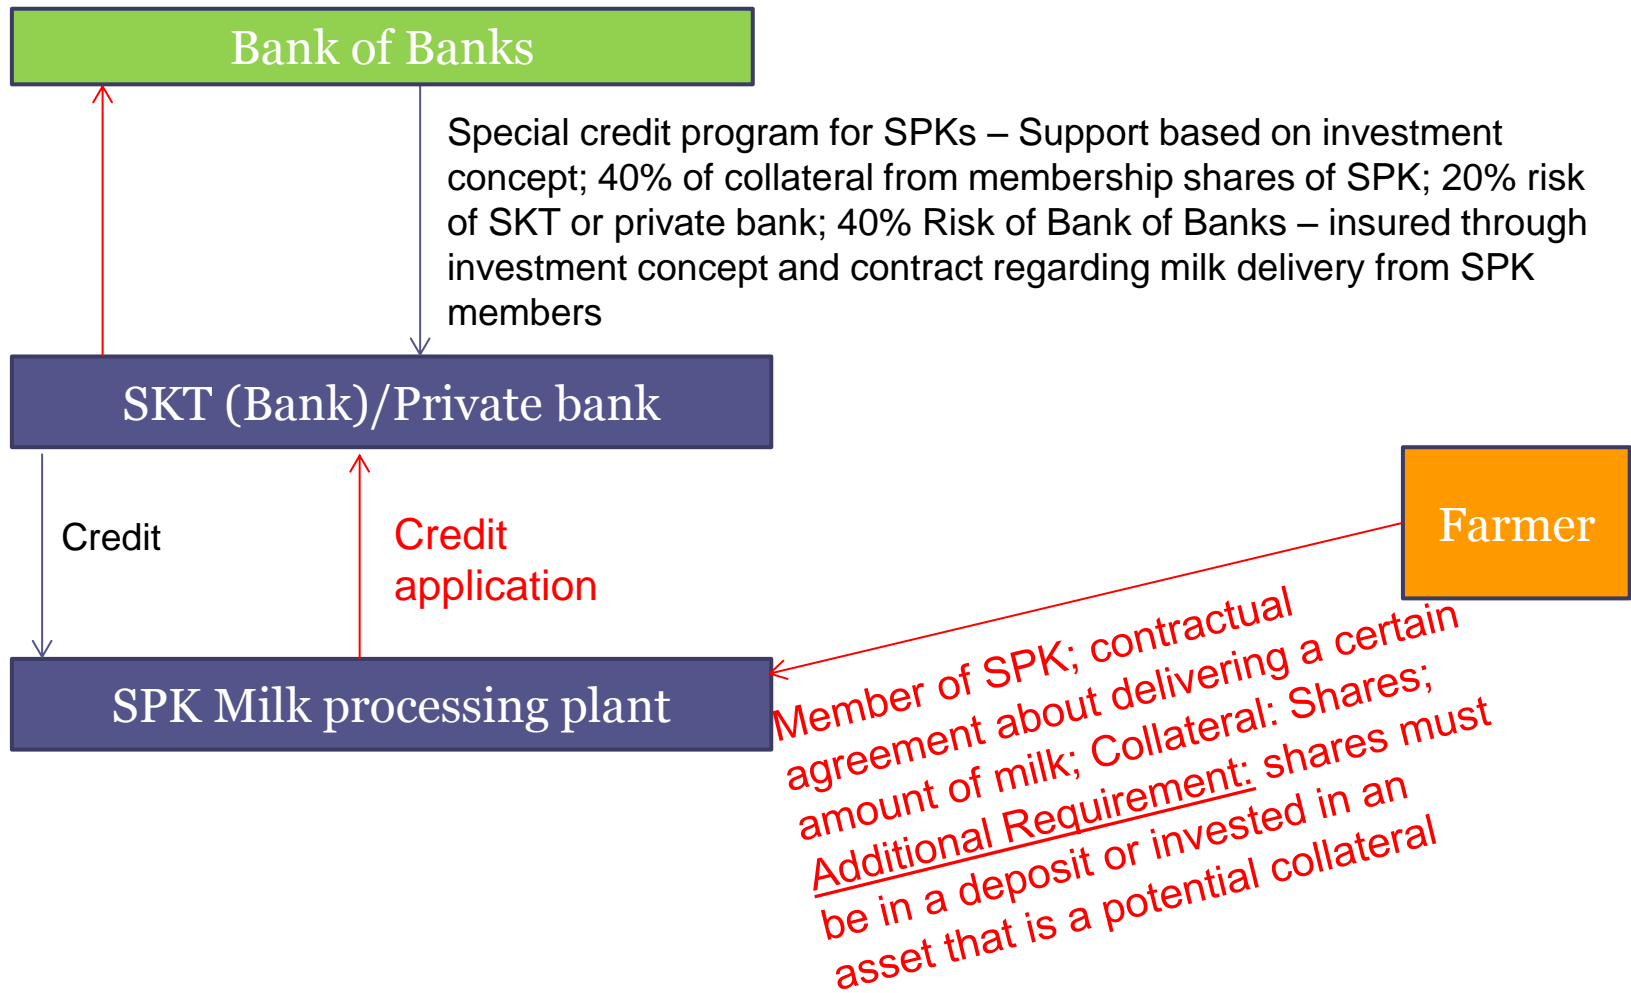 Bank of Banks
Special credit program for SPKs – Support based on investment
concept; 40% of collateral from membership shares of SPK; 20% risk
of SKT or private bank; 40% Risk of Bank of Banks – insured through
investment concept and contract regarding milk delivery from SPK
members
SKT (Bank)/Private bank
Credit
Credit
application
Farmer
SPK Milk processing plant
Member of SPK; contractual
agreement about delivering a certain
amount of milk; Collateral: Shares;
Additional Requirement: shares must
be in a deposit or invested in an
asset that is a potential collateral